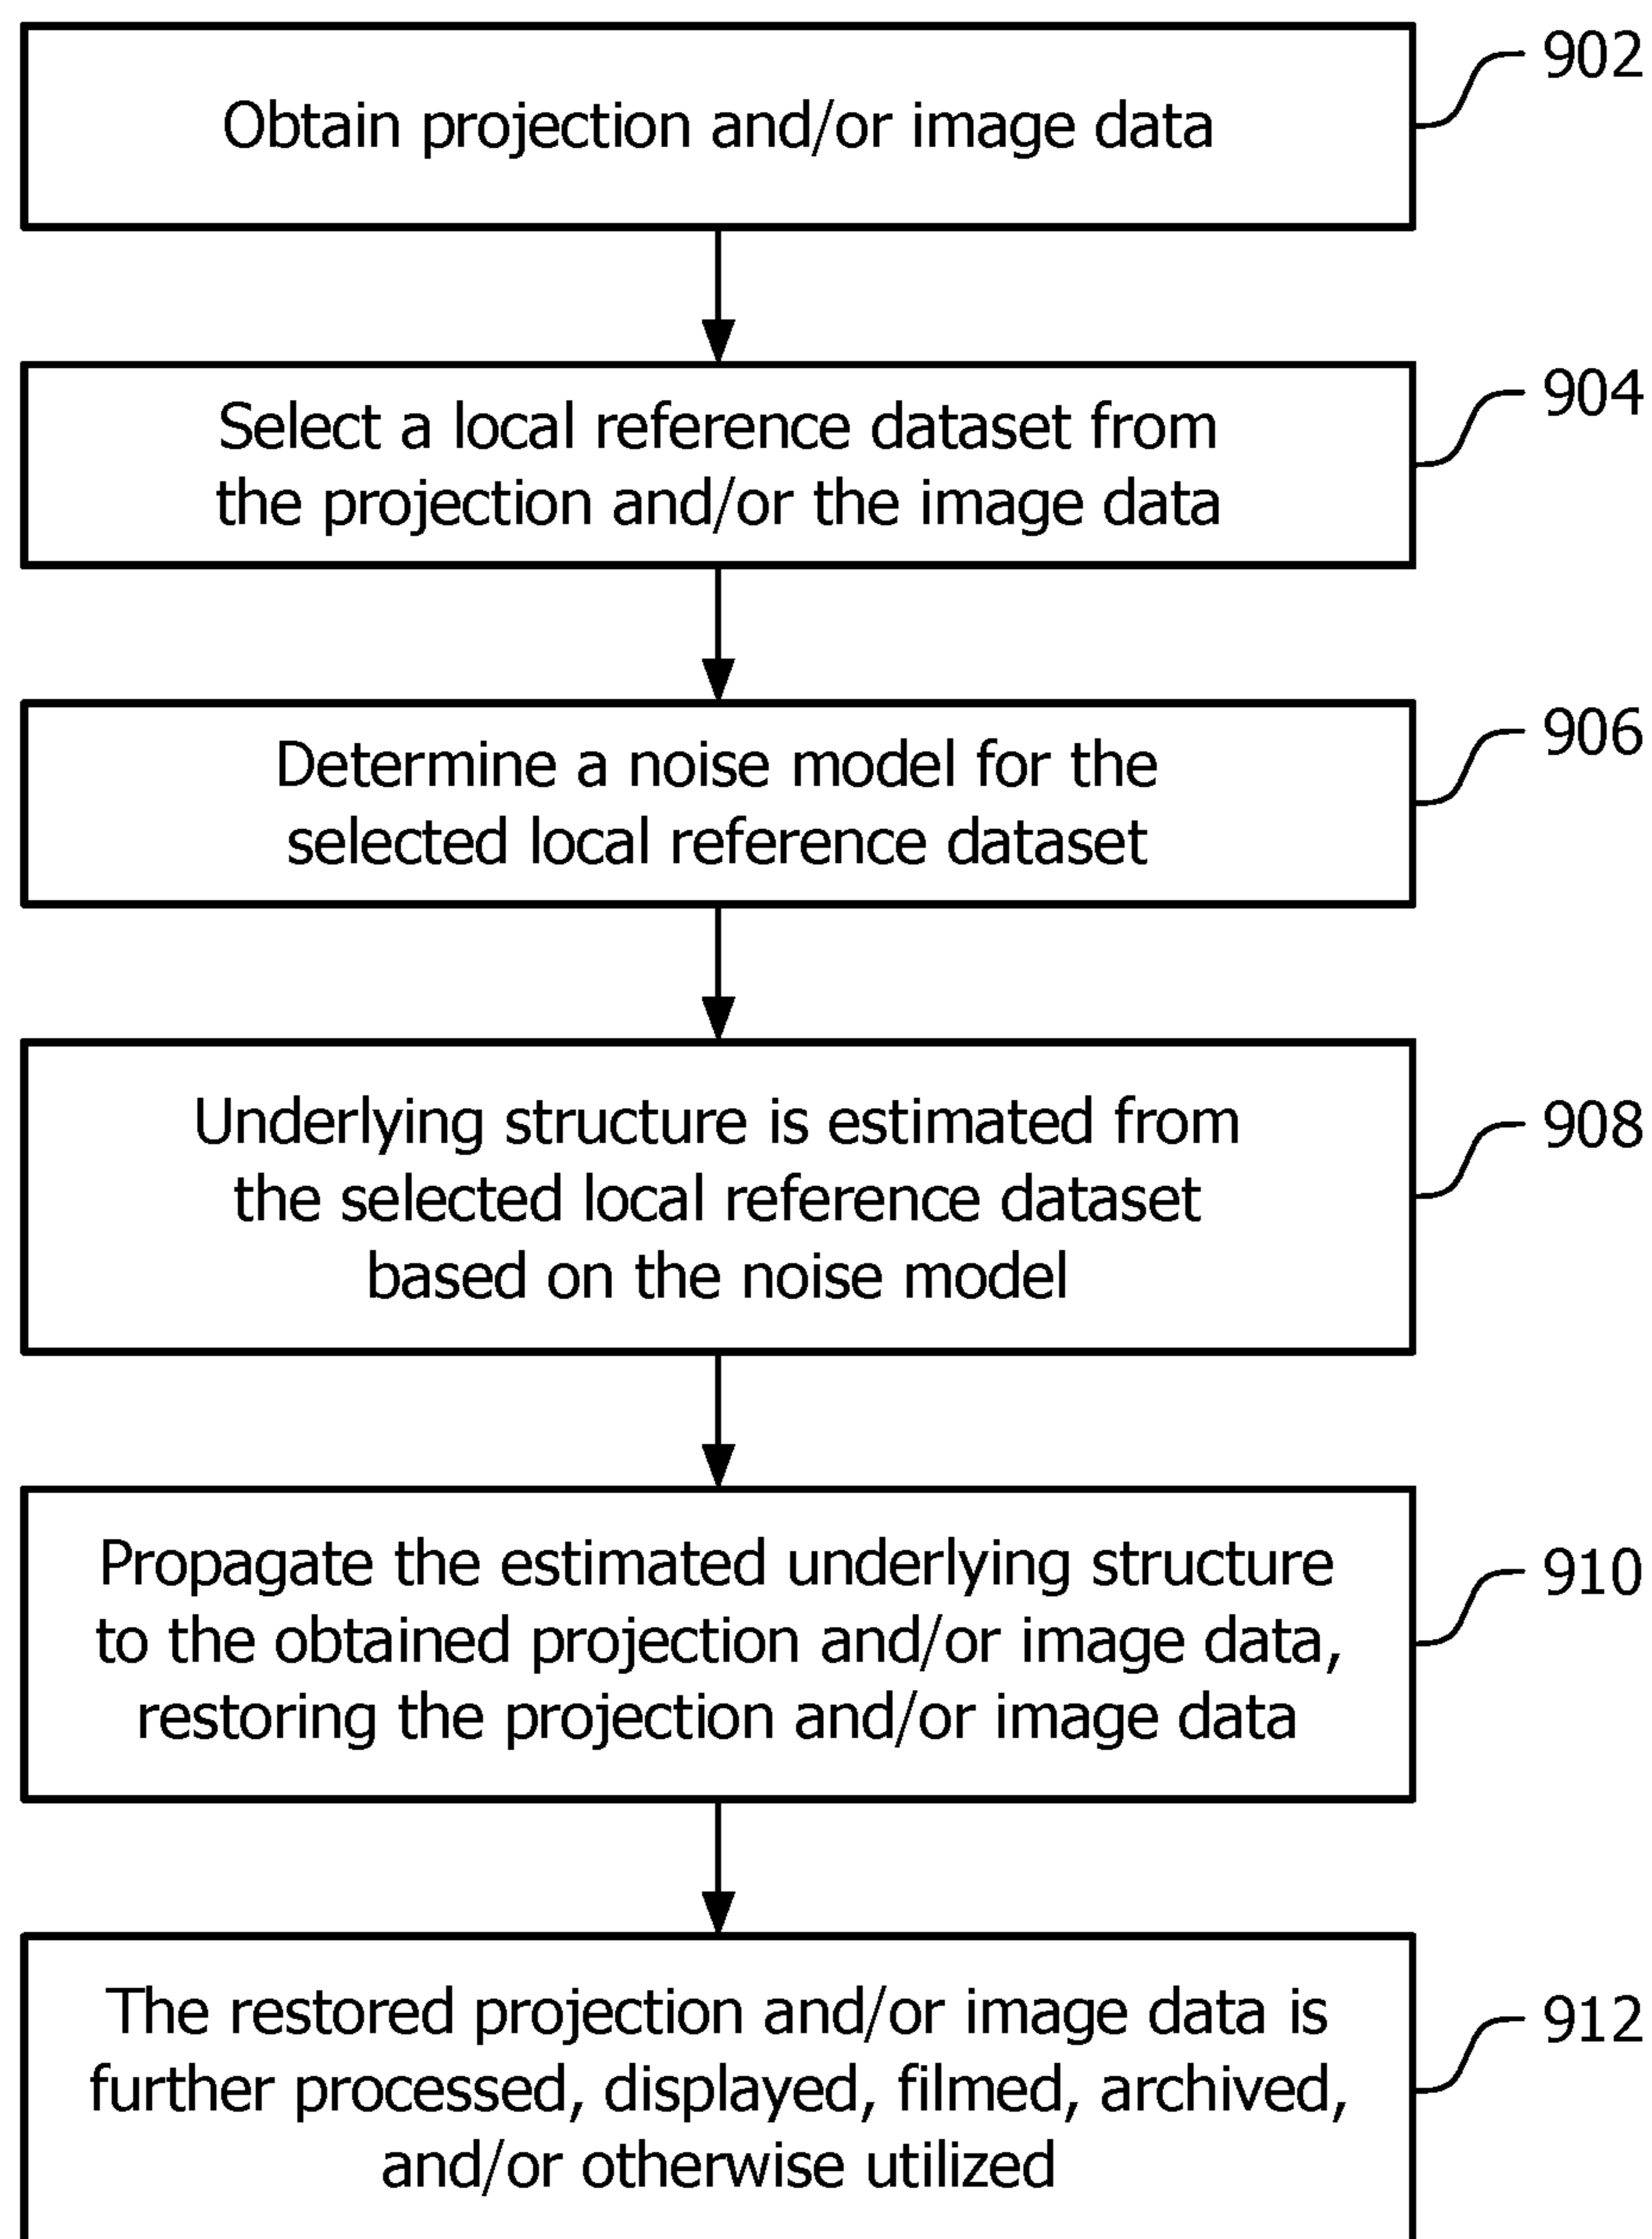 Obtain projection and/or image data
902
Select a local reference dataset from
the projection and/or the image data
904
Determine a noise model for the
selected local reference dataset
906
Underlying structure is estimated from
the selected local reference dataset
based on the noise model
908
Propagate the estimated underlying structure
to the obtained projection and/or image data,
restoring the projection and/or image data
910
The restored projection and/or image data is
further processed, displayed, filmed, archived,
and/or otherwise utilized
912